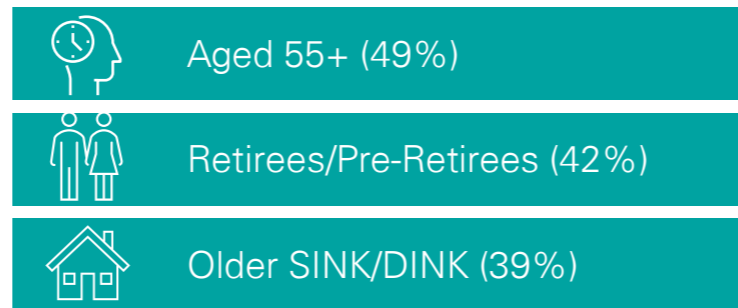 Aged 55+ (49%)
Retirees/Pre-Retirees (42%)
Older SINK/DINK (39%)